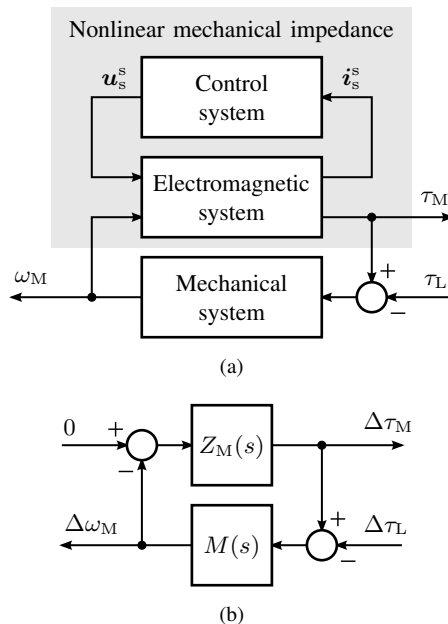 Nonlinear mechanical impedance
u_s^s
Control
system
i_s^s
Electromagnetic
system
τ_M
+
ω_M
Mechanical
system
τ_L
−
(a)
0
+
−
Z_M(s)
Δτ_M
Δω_M
M(s)
+
−
Δτ_L
(b)